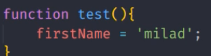 function test(){
    firstName = 'milad';
}